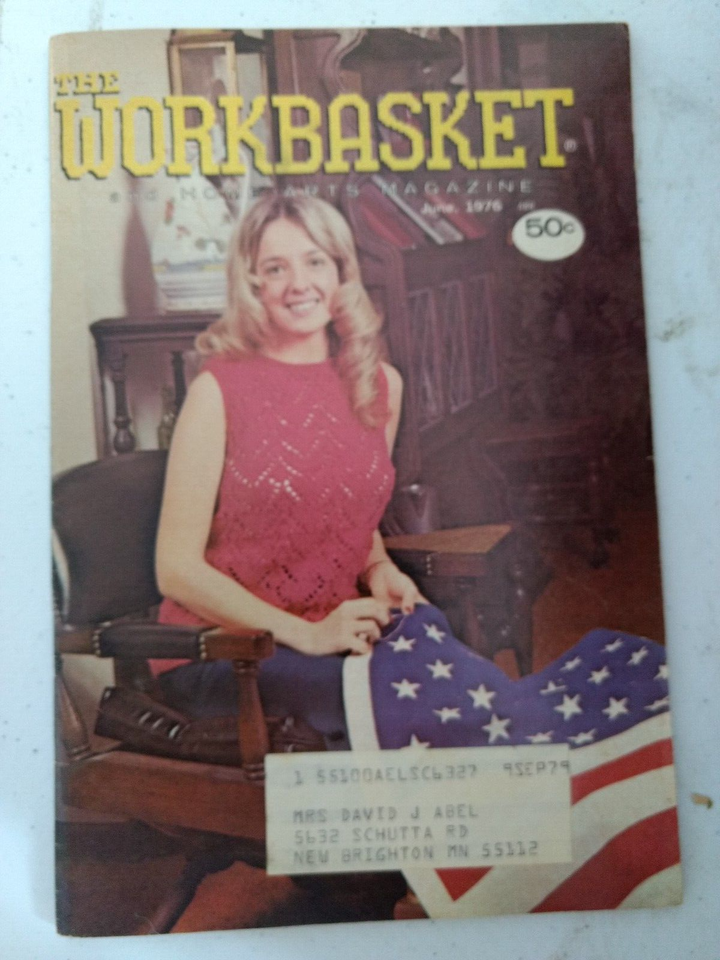 THE
WORKBASKET®
and HOME ARTS MAGAZINE
June, 1976
50¢
1 55100AELSC6327 9SEP79
MRS DAVID J ABEL
5632 SCHUTTA RD
NEW BRIGHTON MN 55112